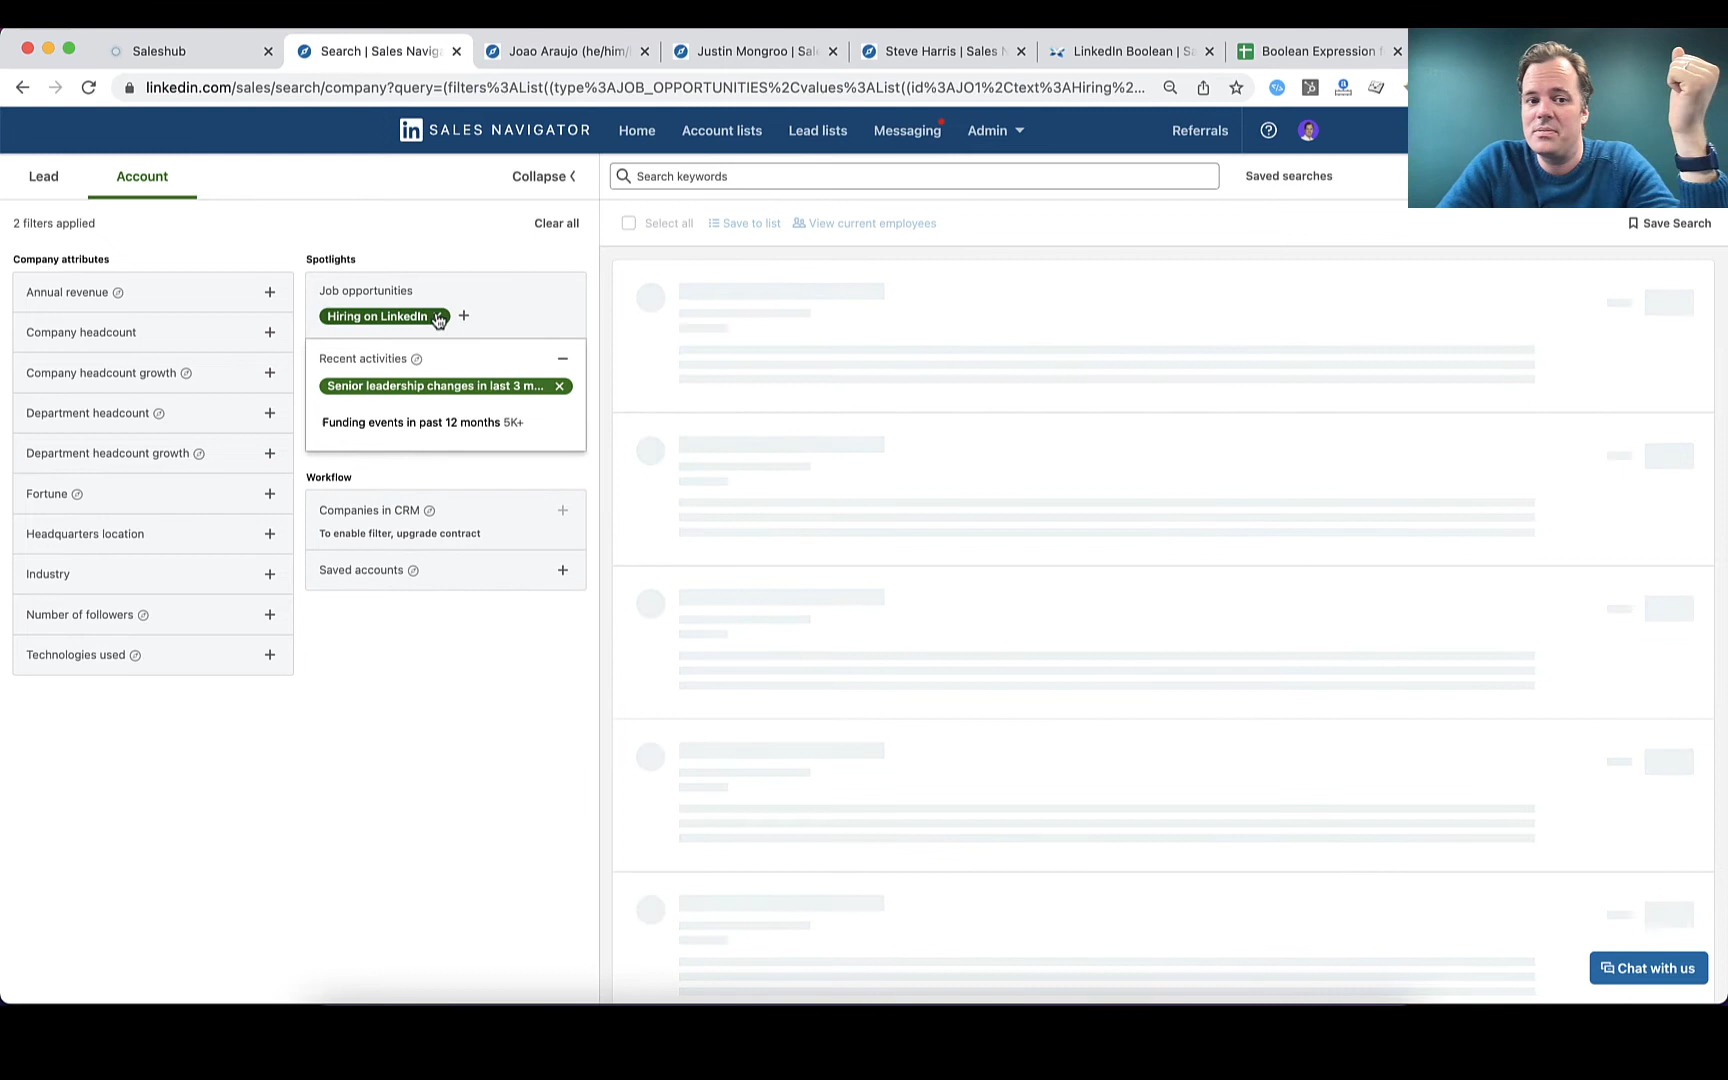 Saleshub
Search | Sales Navig
Joao Araujo (he/him/
Justin Mongroo | Sal
Steve Harris | Sales N
LinkedIn Boolean | Sa
Boolean Expression f
linkedin.com/sales/search/company?query=(filters%3AList((type%3AJOB_OPPORTUNITIES%2Cvalues%3AList((id%3AJO1%2Ctext%3AHiring%2...
in SALES NAVIGATOR
Home
Account lists
Lead lists
Messaging
Admin
Referrals
Lead
Account
Collapse
Search keywords
Saved searches
2 filters applied
Clear all
Select all
Save to list
View current employees
Save Search
Company attributes
Annual revenue
Company headcount
Company headcount growth
Department headcount
Department headcount growth
Fortune
Headquarters location
Industry
Number of followers
Technologies used
Spotlights
Job opportunities
Hiring on LinkedIn
Recent activities
Senior leadership changes in last 3 m...
Funding events in past 12 months 5K+
Workflow
Companies in CRM
To enable filter, upgrade contract
Saved accounts
Chat with us